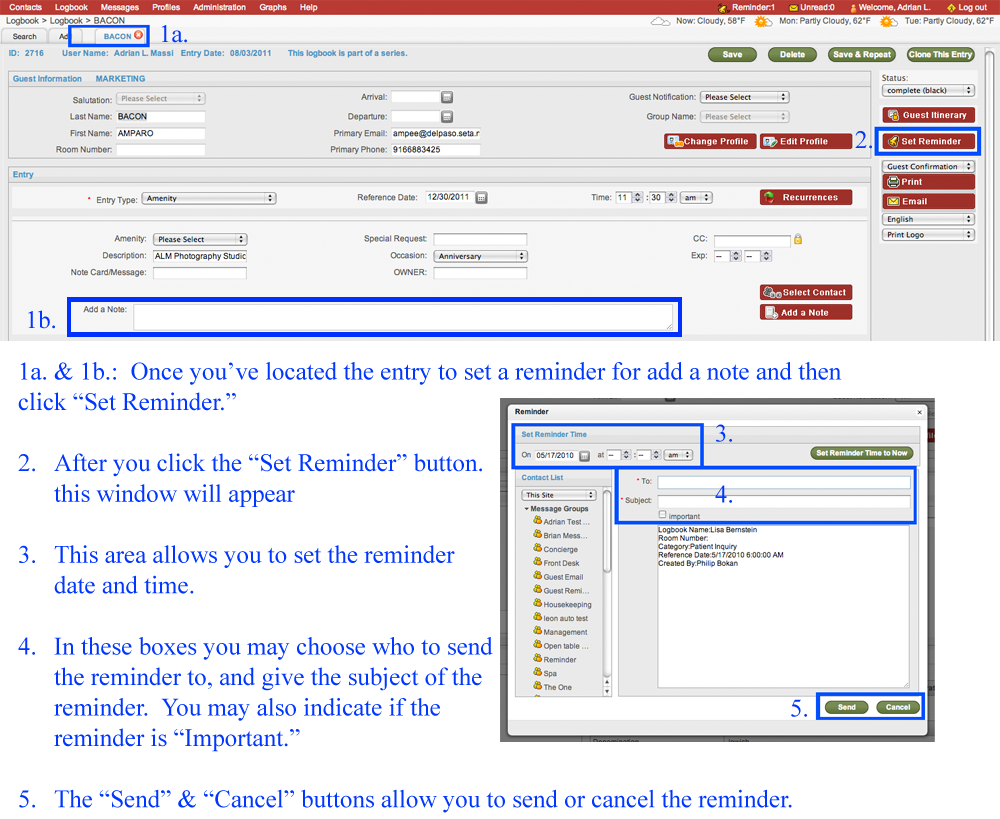 Contacts Logbook Messages Profiles Administration Graphs Help Reminder:1 Unread:0 Welcome, Adrian L. Log out
Logbook > Logbook > BACON Now: Cloudy, 58°F Mon: Partly Cloudy, 62°F Tue: Partly Cloudy, 62°F
Search Ad BACON 1a.
ID: 2716 User Name: Adrian L. Massi Entry Date: 08/03/2011 This logbook is part of a series. Save Delete Save & Repeat Clone This Entry
Guest Information MARKETING
Status:
complete (black)
Salutation: Please Select Arrival: Guest Notification: Please Select
Last Name: BACON Departure: Group Name: Please Select
First Name: AMPARO Primary Email: ampee@delpaso.seta.r
Room Number: Primary Phone: 9166883425
Change Profile Edit Profile 2.
Guest Itinerary
Set Reminder
Guest Confirmation
Print
Email
English
Print Logo
Entry
* Entry Type: Amenity Reference Date: 12/30/2011 Time: 11 : 30 am Recurrences
Amenity: Please Select Special Request: CC:
Description: ALM Photography Studic Occasion: Anniversary Exp: -- --
Note Card/Message: OWNER:
Select Contact
Add a Note
1b. Add a Note:
1a. & 1b.: Once you’ve located the entry to set a reminder for add a note and then
click “Set Reminder.”
2. After you click the “Set Reminder” button.
this window will appear
3. This area allows you to set the reminder
date and time.
4. In these boxes you may choose who to send
the reminder to, and give the subject of the
reminder. You may also indicate if the
reminder is “Important.”
5. The “Send” & “Cancel” buttons allow you to send or cancel the reminder.
Reminder ×
Set Reminder Time 3.
On 05/17/2010 at -- : -- am Set Reminder Time to Now
Contact List
This Site
Message Groups
Adrian Test ...
Brian Mess...
Concierge
Front Desk
Guest Email
Guest Remi...
Housekeeping
leon auto test
Management
Open table ...
Reminder
Spa
The One
* To:
4.
* Subject:
important
Logbook Name:Lisa Bernstein
Room Number:
Category:Patient Inquiry
Reference Date:5/17/2010 6:00:00 AM
Created By:Philip Bokan
5. Send Cancel